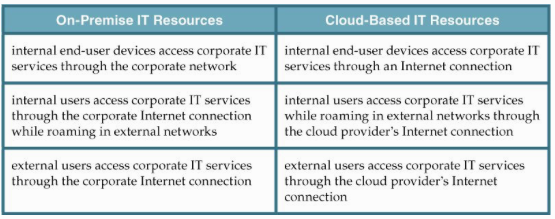 On-Premise IT Resources
Cloud-Based IT Resources
internal end-user devices access corporate IT
services through the corporate network
internal end-user devices access corporate IT
services through an Internet connection
internal users access corporate IT services
through the corporate Internet connection
while roaming in external networks
internal users access corporate IT services
while roaming in external networks through
the cloud provider's Internet connection
external users access corporate IT services
through the corporate Internet connection
external users access corporate IT services
through the cloud provider's Internet
connection